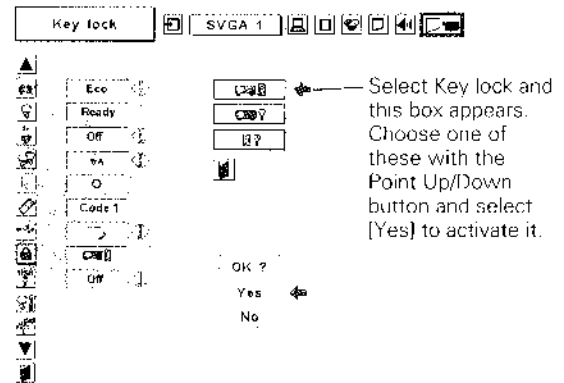 Key lock
SVGA 1
Eco
Ready
Off
O
Code 1
Off
?
?
OK ?
Yes
No
Select Key lock and
this box appears.
Choose one of
these with the
Point Up/Down
button and select
[Yes] to activate it.